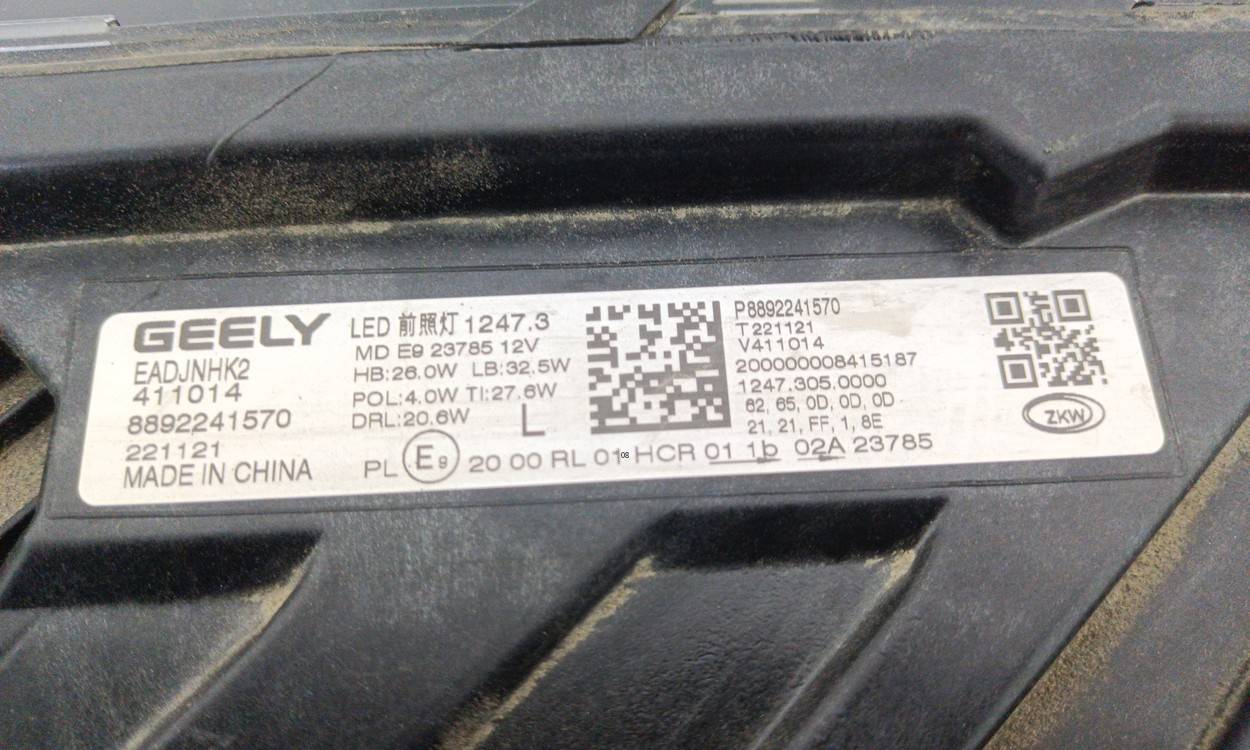 GEELY
EADJNHK2
411014
8892241570
221121
MADE IN CHINA
LED 前照灯 1247.3
MD E9 23785 12V
HB:26.0W LB:32.5W
POL:4.0W TI:27.6W
DRL:20.6W
L
PL E9 20 00 RL 01 08 HCR 01 1b 02A 23785
P8892241570
T221121
V411014
200000008415187
1247.305.0000
62, 65, 0D, 0D, 0D
21, 21, FF, 1, 8E
ZKW